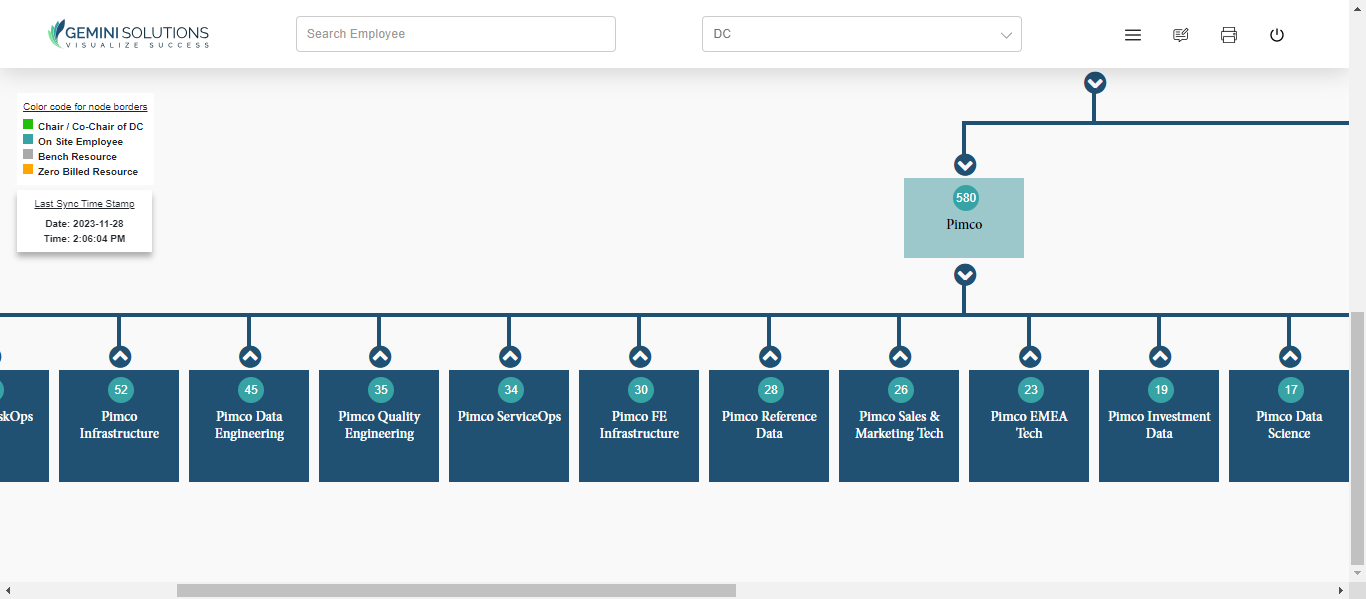 GEMINI SOLUTIONS
VISUALIZE SUCCESS
Search Employee
DC
Color code for node borders
Chair / Co-Chair of DC
On Site Employee
Bench Resource
Zero Billed Resource
Last Sync Time Stamp
Date: 2023-11-28
Time: 2:06:04 PM
580
Pimco
skOps
52
Pimco
Infrastructure
45
Pimco Data
Engineering
35
Pimco Quality
Engineering
34
Pimco ServiceOps
30
Pimco FE
Infrastructure
28
Pimco Reference
Data
26
Pimco Sales &
Marketing Tech
23
Pimco EMEA
Tech
19
Pimco Investment
Data
17
Pimco Data
Science